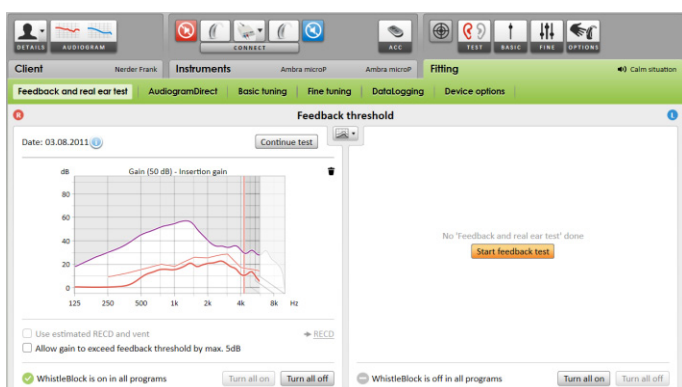 DETAILS AUDIOGRAM CONNECT ACC TEST BASIC FINE OPTIONS
Client Nerder Frank Instruments Ambra microP Ambra microP Fitting Calm situation
Feedback and real ear test AudiogramDirect Basic tuning Fine tuning DataLogging Device options
Feedback threshold
Date: 03.08.2011 Continue test
dB Gain (50 dB) - Insertion gain
80
60
40
20
0
125 250 500 1k 2k 4k 8k Hz
No 'Feedback and real ear test' done
Start feedback test
Use estimated RECD and vent RECD
Allow gain to exceed feedback threshold by max. 5dB
WhistleBlock is on in all programs Turn all on Turn all off
WhistleBlock is off in all programs Turn all on Turn all off